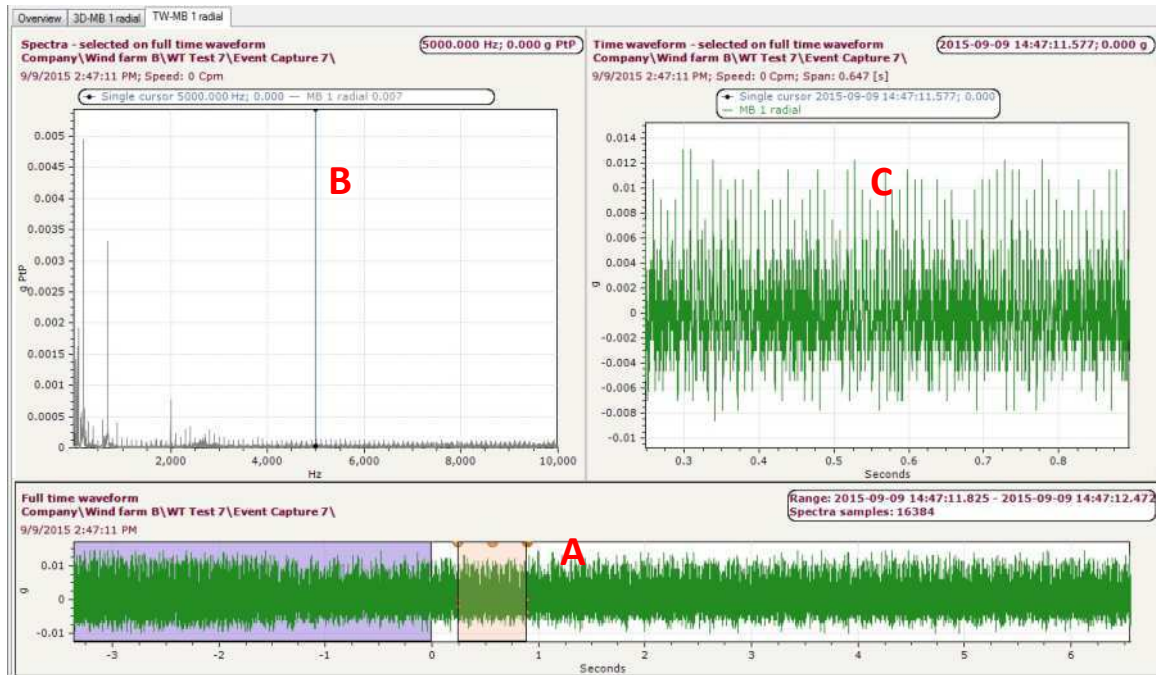 Overview 3D-MB 1 radial TW-MB 1 radial
Spectra - selected on full time waveform
5000.000 Hz; 0.000 g PtP
Company\Wind farm B\WT Test 7\Event Capture 7\
9/9/2015 2:47:11 PM; Speed: 0 Cpm
Single cursor 5000.000 Hz; 0.000 MB 1 radial 0.007
0.005
0.0045
0.004
0.0035
0.003
0.0025
0.002
0.0015
0.001
0.0005
0
g PtP
B
2,000 4,000 6,000 8,000 10,000
Hz
Time waveform - selected on full time waveform
2015-09-09 14:47:11.577; 0.000 g
Company\Wind farm B\WT Test 7\Event Capture 7\
9/9/2015 2:47:11 PM; Speed: 0 Cpm; Span: 0.647 [s]
Single cursor 2015-09-09 14:47:11.577; 0.000
MB 1 radial
0.014
0.012
0.01
0.008
0.006
0.004
0.002
0
-0.002
-0.004
-0.006
-0.008
-0.01
g
C
0.3 0.4 0.5 0.6 0.7 0.8
Seconds
Full time waveform
Company\Wind farm B\WT Test 7\Event Capture 7\
9/9/2015 2:47:11 PM
Range: 2015-09-09 14:47:11.825 - 2015-09-09 14:47:12.472
Spectra samples: 16384
A
0.01
0
-0.01
g
-3 -2 -1 0 1 2 3 4 5 6
Seconds